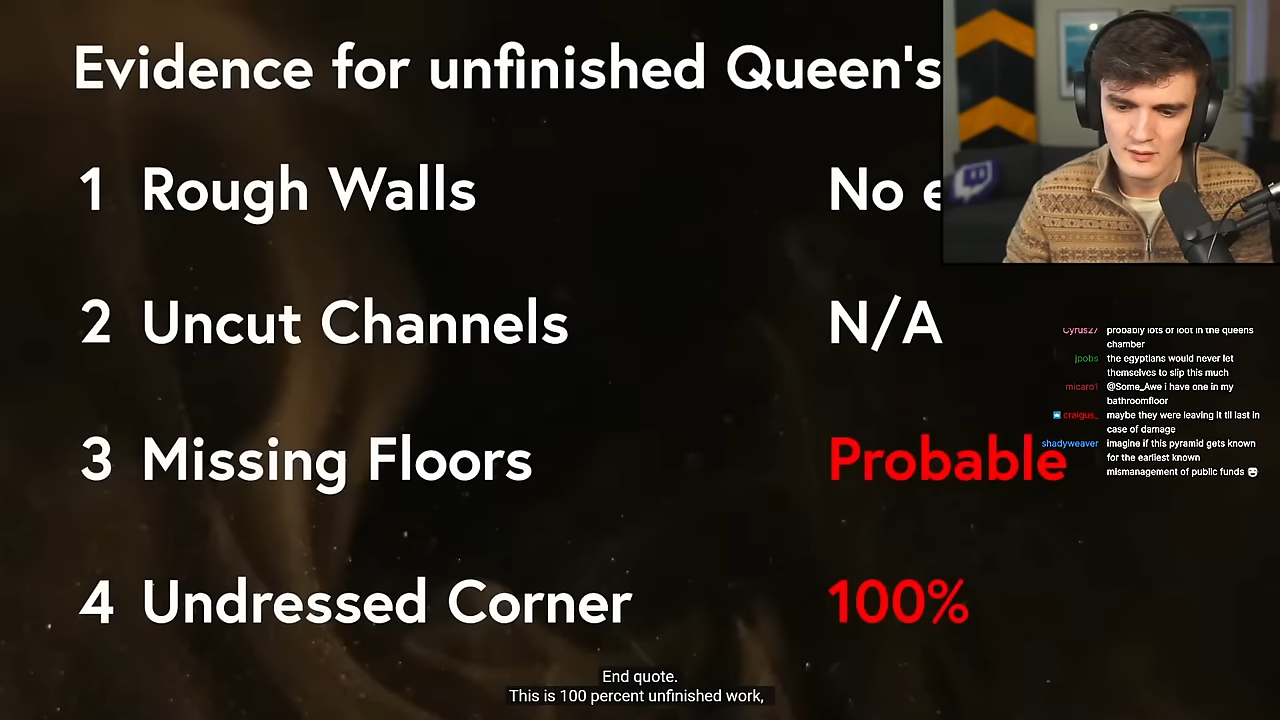 Evidence for unfinished Queen's
1 Rough Walls No e
2 Uncut Channels N/A
3 Missing Floors Probable
4 Undressed Corner 100%
Cyrus27 probably lots of loot in the queens
chamber
jpobs the egyptians would never let
themselves to slip this much
micaro1 @Some_Awe i have one in my
bathroomfloor
craigus_ maybe they were leaving it til last in
case of damage
shadyweaver imagine if this pyramid gets known
for the earliest known
mismanagement of public funds
End quote.
This is 100 percent unfinished work,